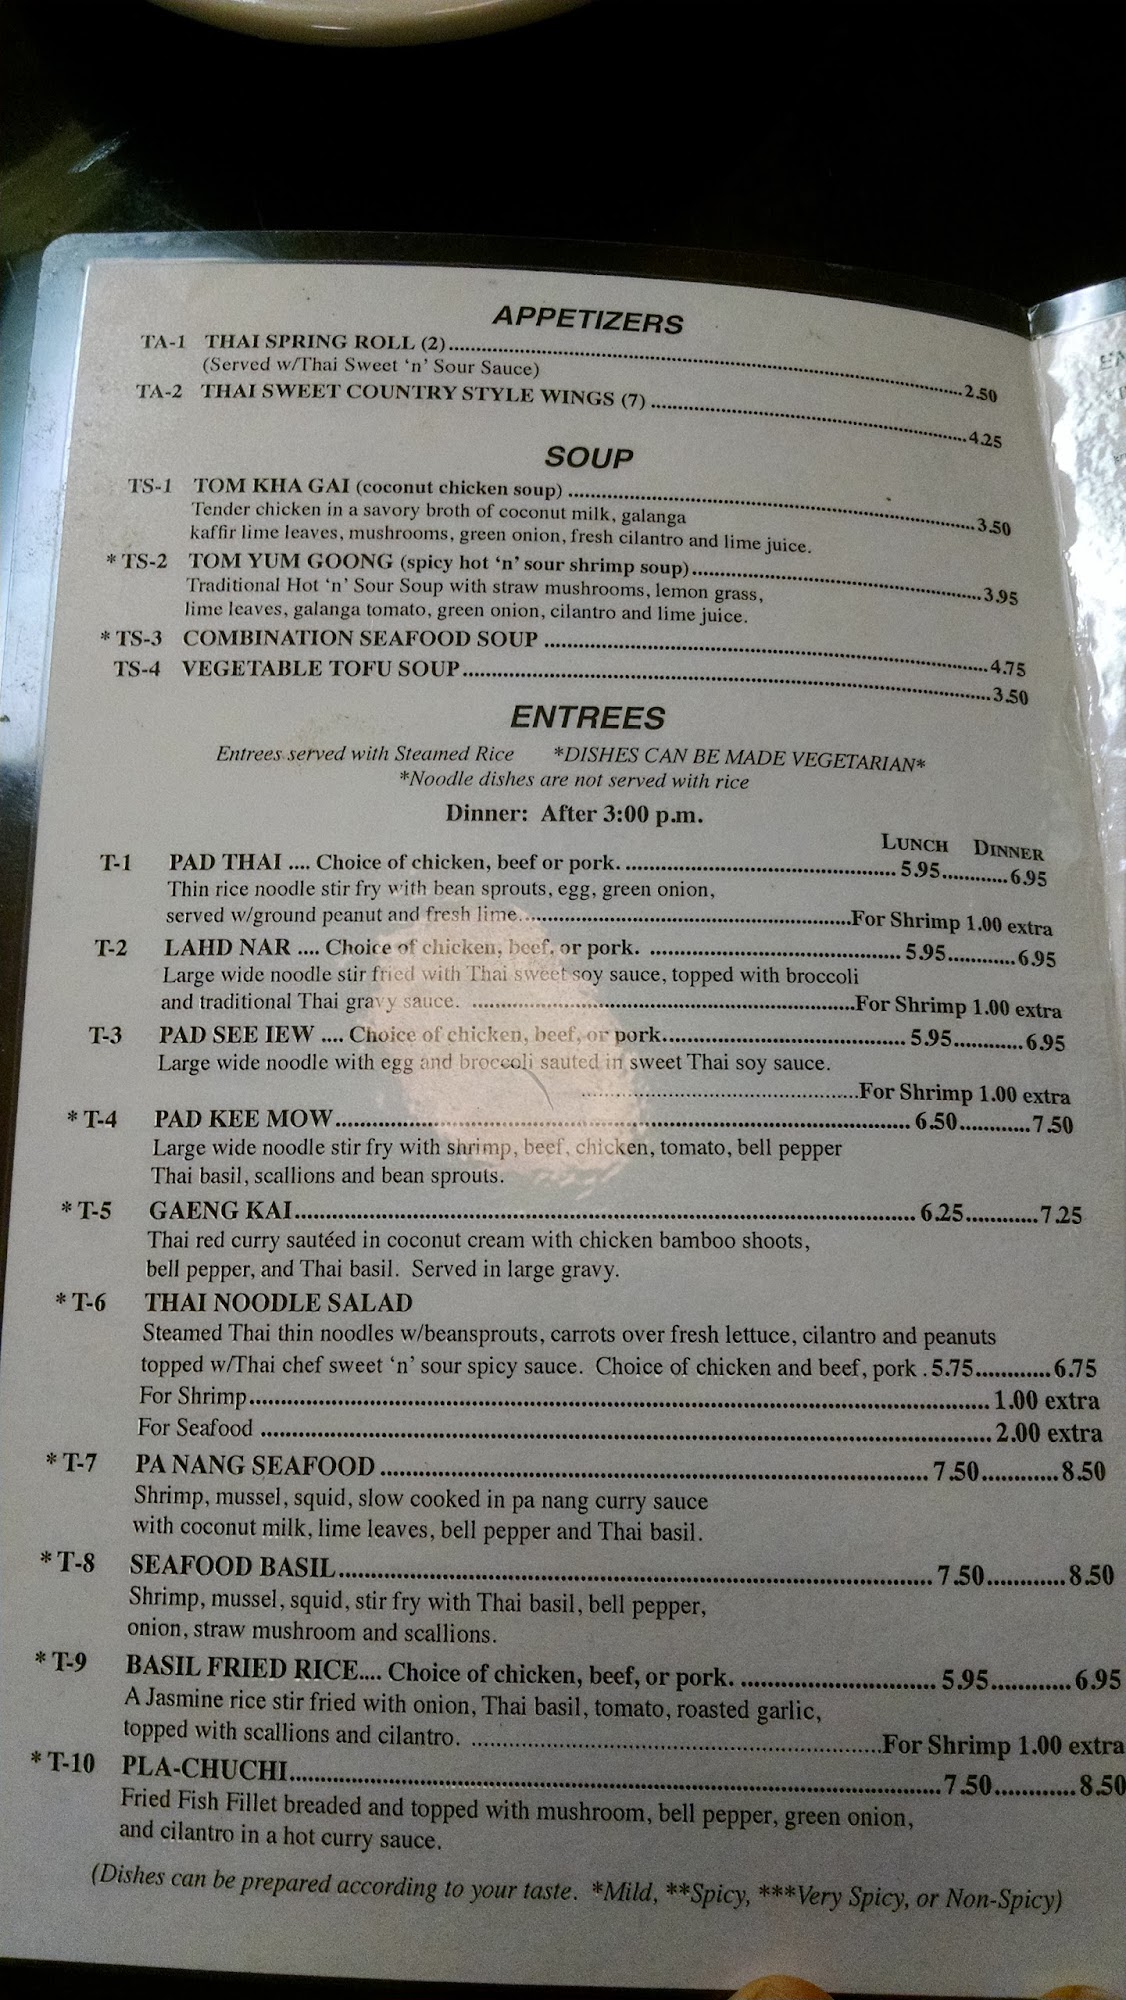 APPETIZERS
TA-1 THAI SPRING ROLL (2)..........2.50
(Served w/Thai Sweet ‘n’ Sour Sauce)
TA-2 THAI SWEET COUNTRY STYLE WINGS (7)..........4.25
SOUP
TS-1 TOM KHA GAI (coconut chicken soup)..........3.50
Tender chicken in a savory broth of coconut milk, galanga
kaffir lime leaves, mushrooms, green onion, fresh cilantro and lime juice.
* TS-2 TOM YUM GOONG (spicy hot ‘n’ sour shrimp soup)..........3.95
Traditional Hot ‘n’ Sour Soup with straw mushrooms, lemon grass,
lime leaves, galanga tomato, green onion, cilantro and lime juice.
* TS-3 COMBINATION SEAFOOD SOUP..........4.75
TS-4 VEGETABLE TOFU SOUP..........3.50
ENTREES
Entrees served with Steamed Rice *DISHES CAN BE MADE VEGETARIAN*
*Noodle dishes are not served with rice
Dinner: After 3:00 p.m.
LUNCH DINNER
T-1 PAD THAI .... Choice of chicken, beef or pork...........5.95..........6.95
Thin rice noodle stir fry with bean sprouts, egg, green onion,
served w/ground peanut and fresh lime...........For Shrimp 1.00 extra
T-2 LAHD NAR .... Choice of chicken, beef, or pork. ..........5.95..........6.95
Large wide noodle stir fried with Thai sweet soy sauce, topped with broccoli
and traditional Thai gravy sauce. ..........For Shrimp 1.00 extra
T-3 PAD SEE IEW .... Choice of chicken, beef, or pork...........5.95..........6.95
Large wide noodle with egg and broccoli sauted in sweet Thai soy sauce.
..........For Shrimp 1.00 extra
* T-4 PAD KEE MOW..........6.50..........7.50
Large wide noodle stir fry with shrimp, beef, chicken, tomato, bell pepper
Thai basil, scallions and bean sprouts.
* T-5 GAENG KAI..........6.25..........7.25
Thai red curry sautéed in coconut cream with chicken bamboo shoots,
bell pepper, and Thai basil. Served in large gravy.
* T-6 THAI NOODLE SALAD
Steamed Thai thin noodles w/beansprouts, carrots over fresh lettuce, cilantro and peanuts
topped w/Thai chef sweet ‘n’ sour spicy sauce. Choice of chicken and beef, pork . 5.75..........6.75
For Shrimp..........1.00 extra
For Seafood ..........2.00 extra
* T-7 PA NANG SEAFOOD..........7.50..........8.50
Shrimp, mussel, squid, slow cooked in pa nang curry sauce
with coconut milk, lime leaves, bell pepper and Thai basil.
* T-8 SEAFOOD BASIL..........7.50..........8.50
Shrimp, mussel, squid, stir fry with Thai basil, bell pepper,
onion, straw mushroom and scallions.
* T-9 BASIL FRIED RICE.... Choice of chicken, beef, or pork. ..........5.95..........6.95
A Jasmine rice stir fried with onion, Thai basil, tomato, roasted garlic,
topped with scallions and cilantro. ..........For Shrimp 1.00 extra
* T-10 PLA-CHUCHI..........7.50..........8.50
Fried Fish Fillet breaded and topped with mushroom, bell pepper, green onion,
and cilantro in a hot curry sauce.
(Dishes can be prepared according to your taste. *Mild, **Spicy, ***Very Spicy, or Non-Spicy)